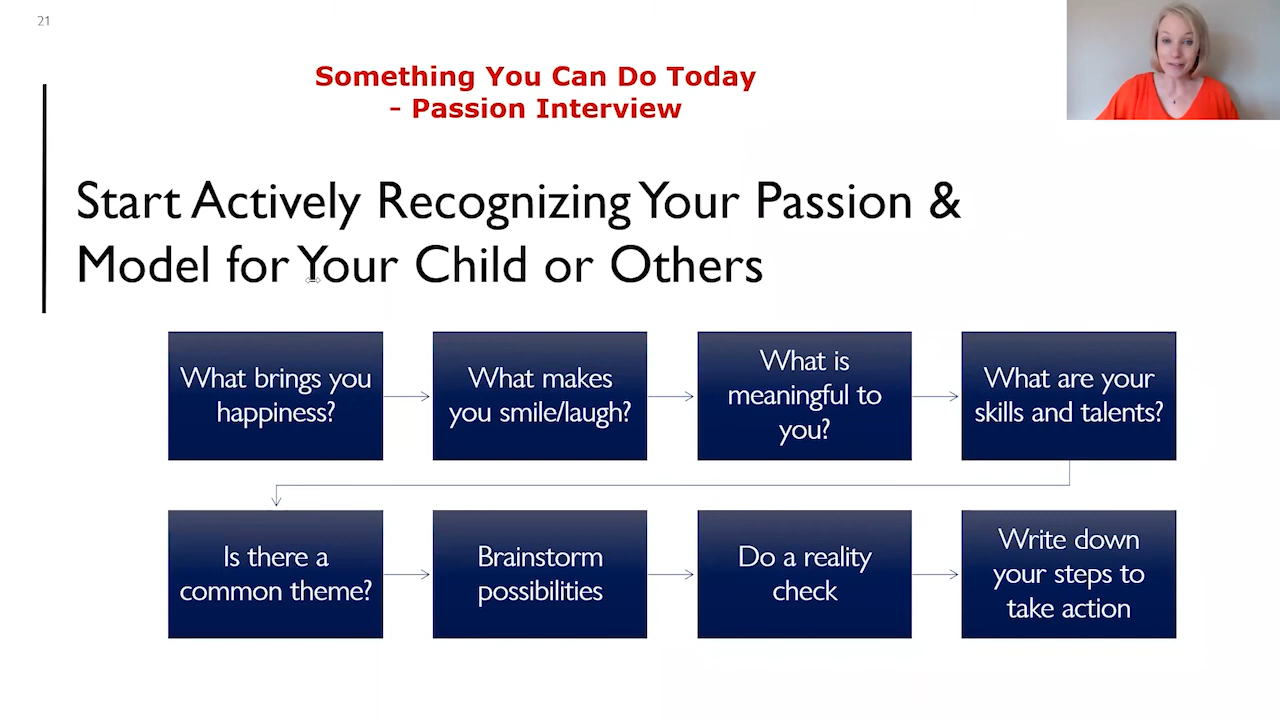 21
Something You Can Do Today
- Passion Interview
Start Actively Recognizing Your Passion &
Model for Your Child or Others
What brings you
happiness?
What makes
you smile/laugh?
What is
meaningful to
you?
What are your
skills and talents?
Is there a
common theme?
Brainstorm
possibilities
Do a reality
check
Write down
your steps to
take action